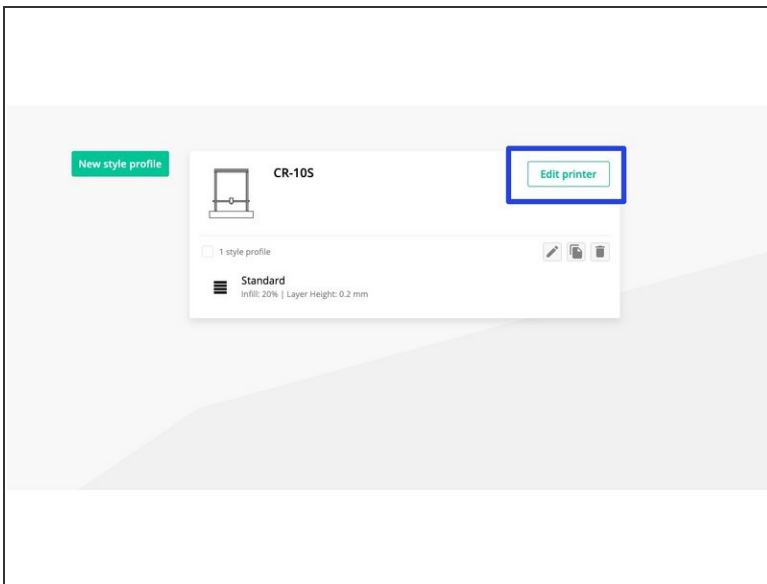 New style profile
CR-10S
Edit printer
1 style profile
Standard
Infill: 20% | Layer Height: 0.2 mm